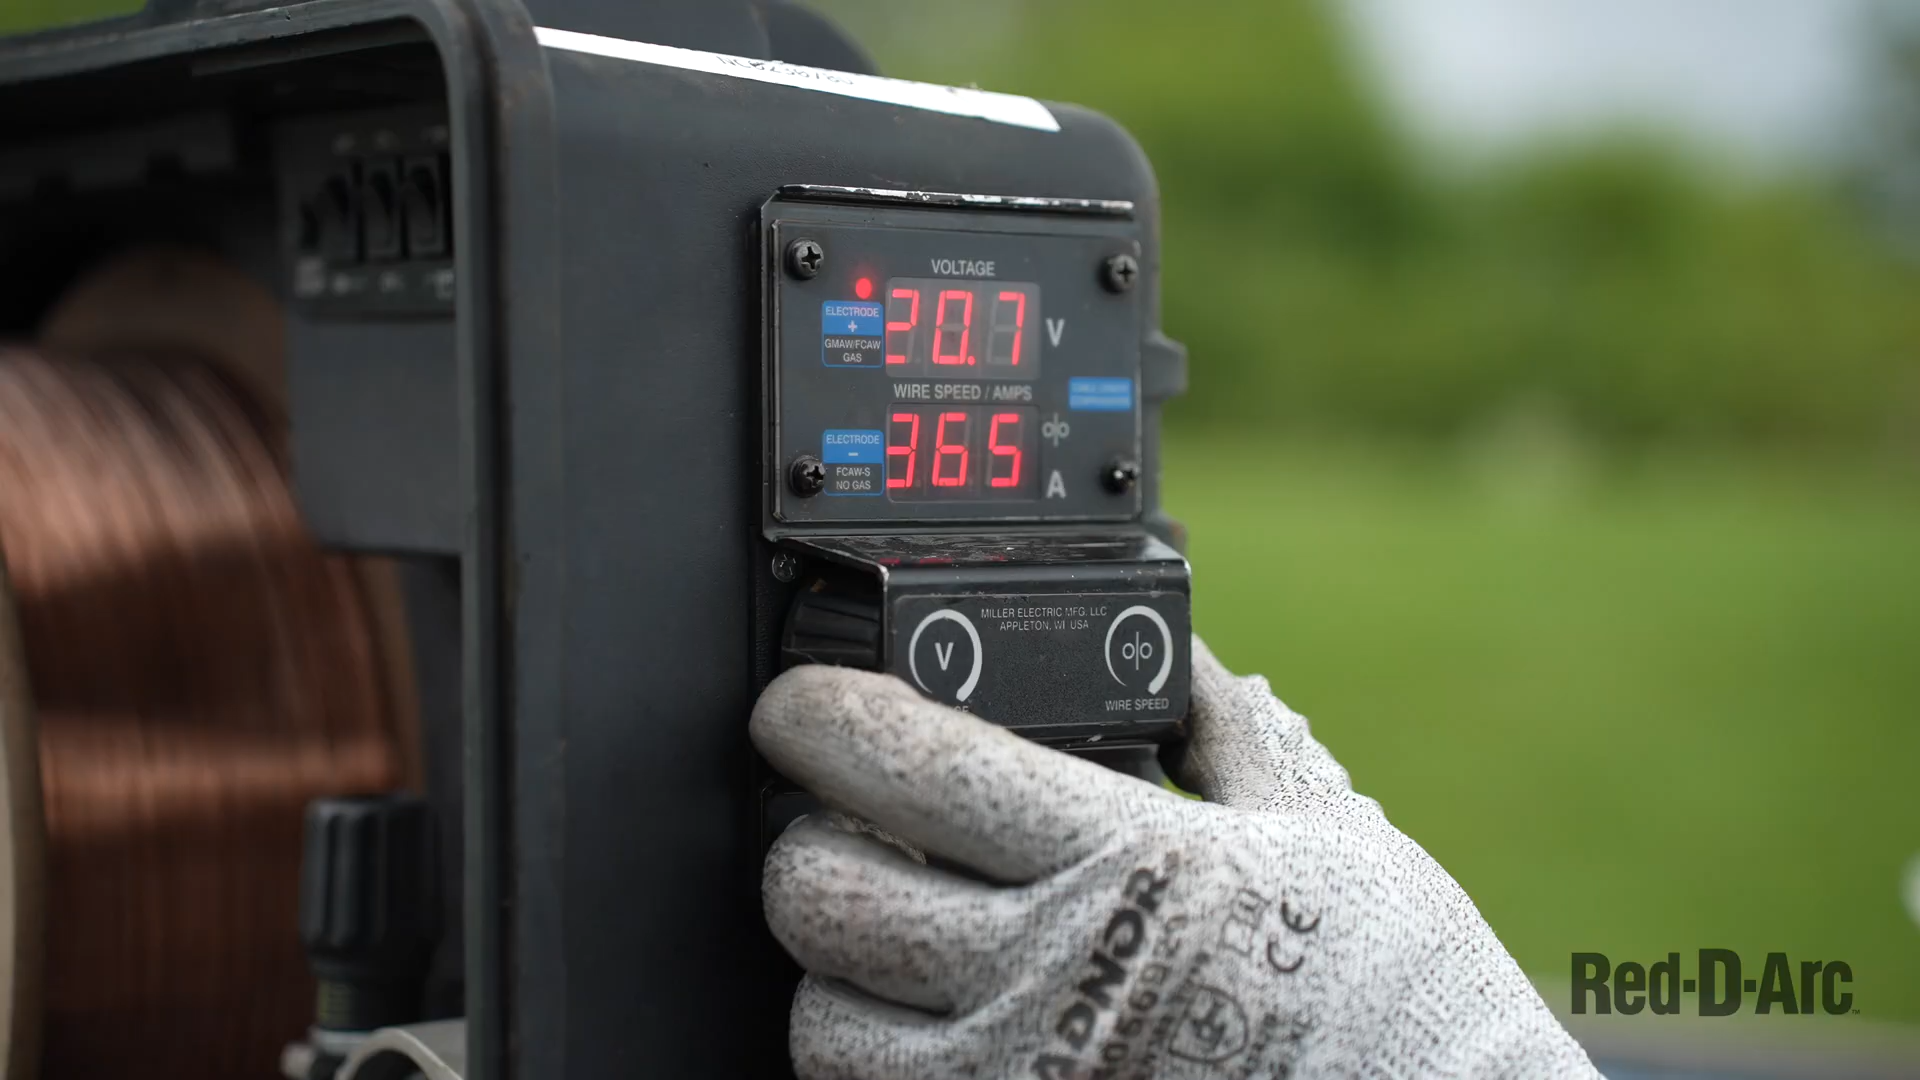 VOLTAGE
ELECTRODE
+
GMAW/FCAW
GAS
20.7
V
WIRE SPEED / AMPS
ELECTRODE
−
FCAW-S
NO GAS
365
A
MILLER ELECTRIC MFG. LLC
APPLETON, WI USA
V
WIRE SPEED
CE
Red-D-Arc